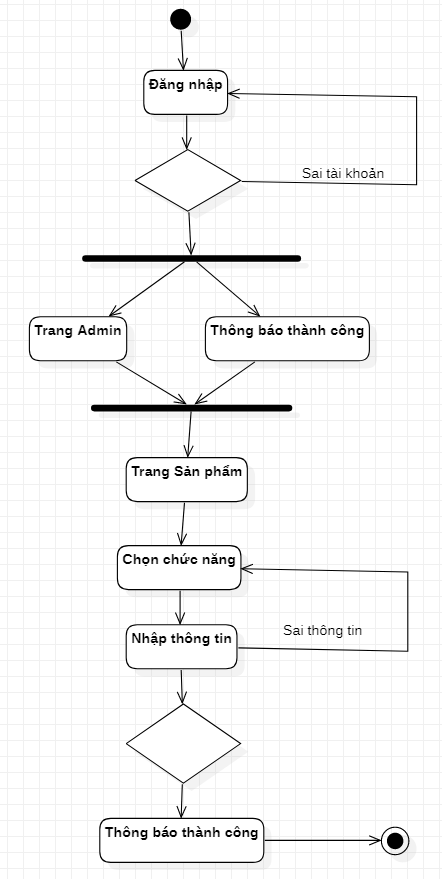 Đăng nhập
Sai tài khoản
Trang Admin
Thông báo thành công
Trang Sản phẩm
Chọn chức năng
Sai thông tin
Nhập thông tin
Thông báo thành công